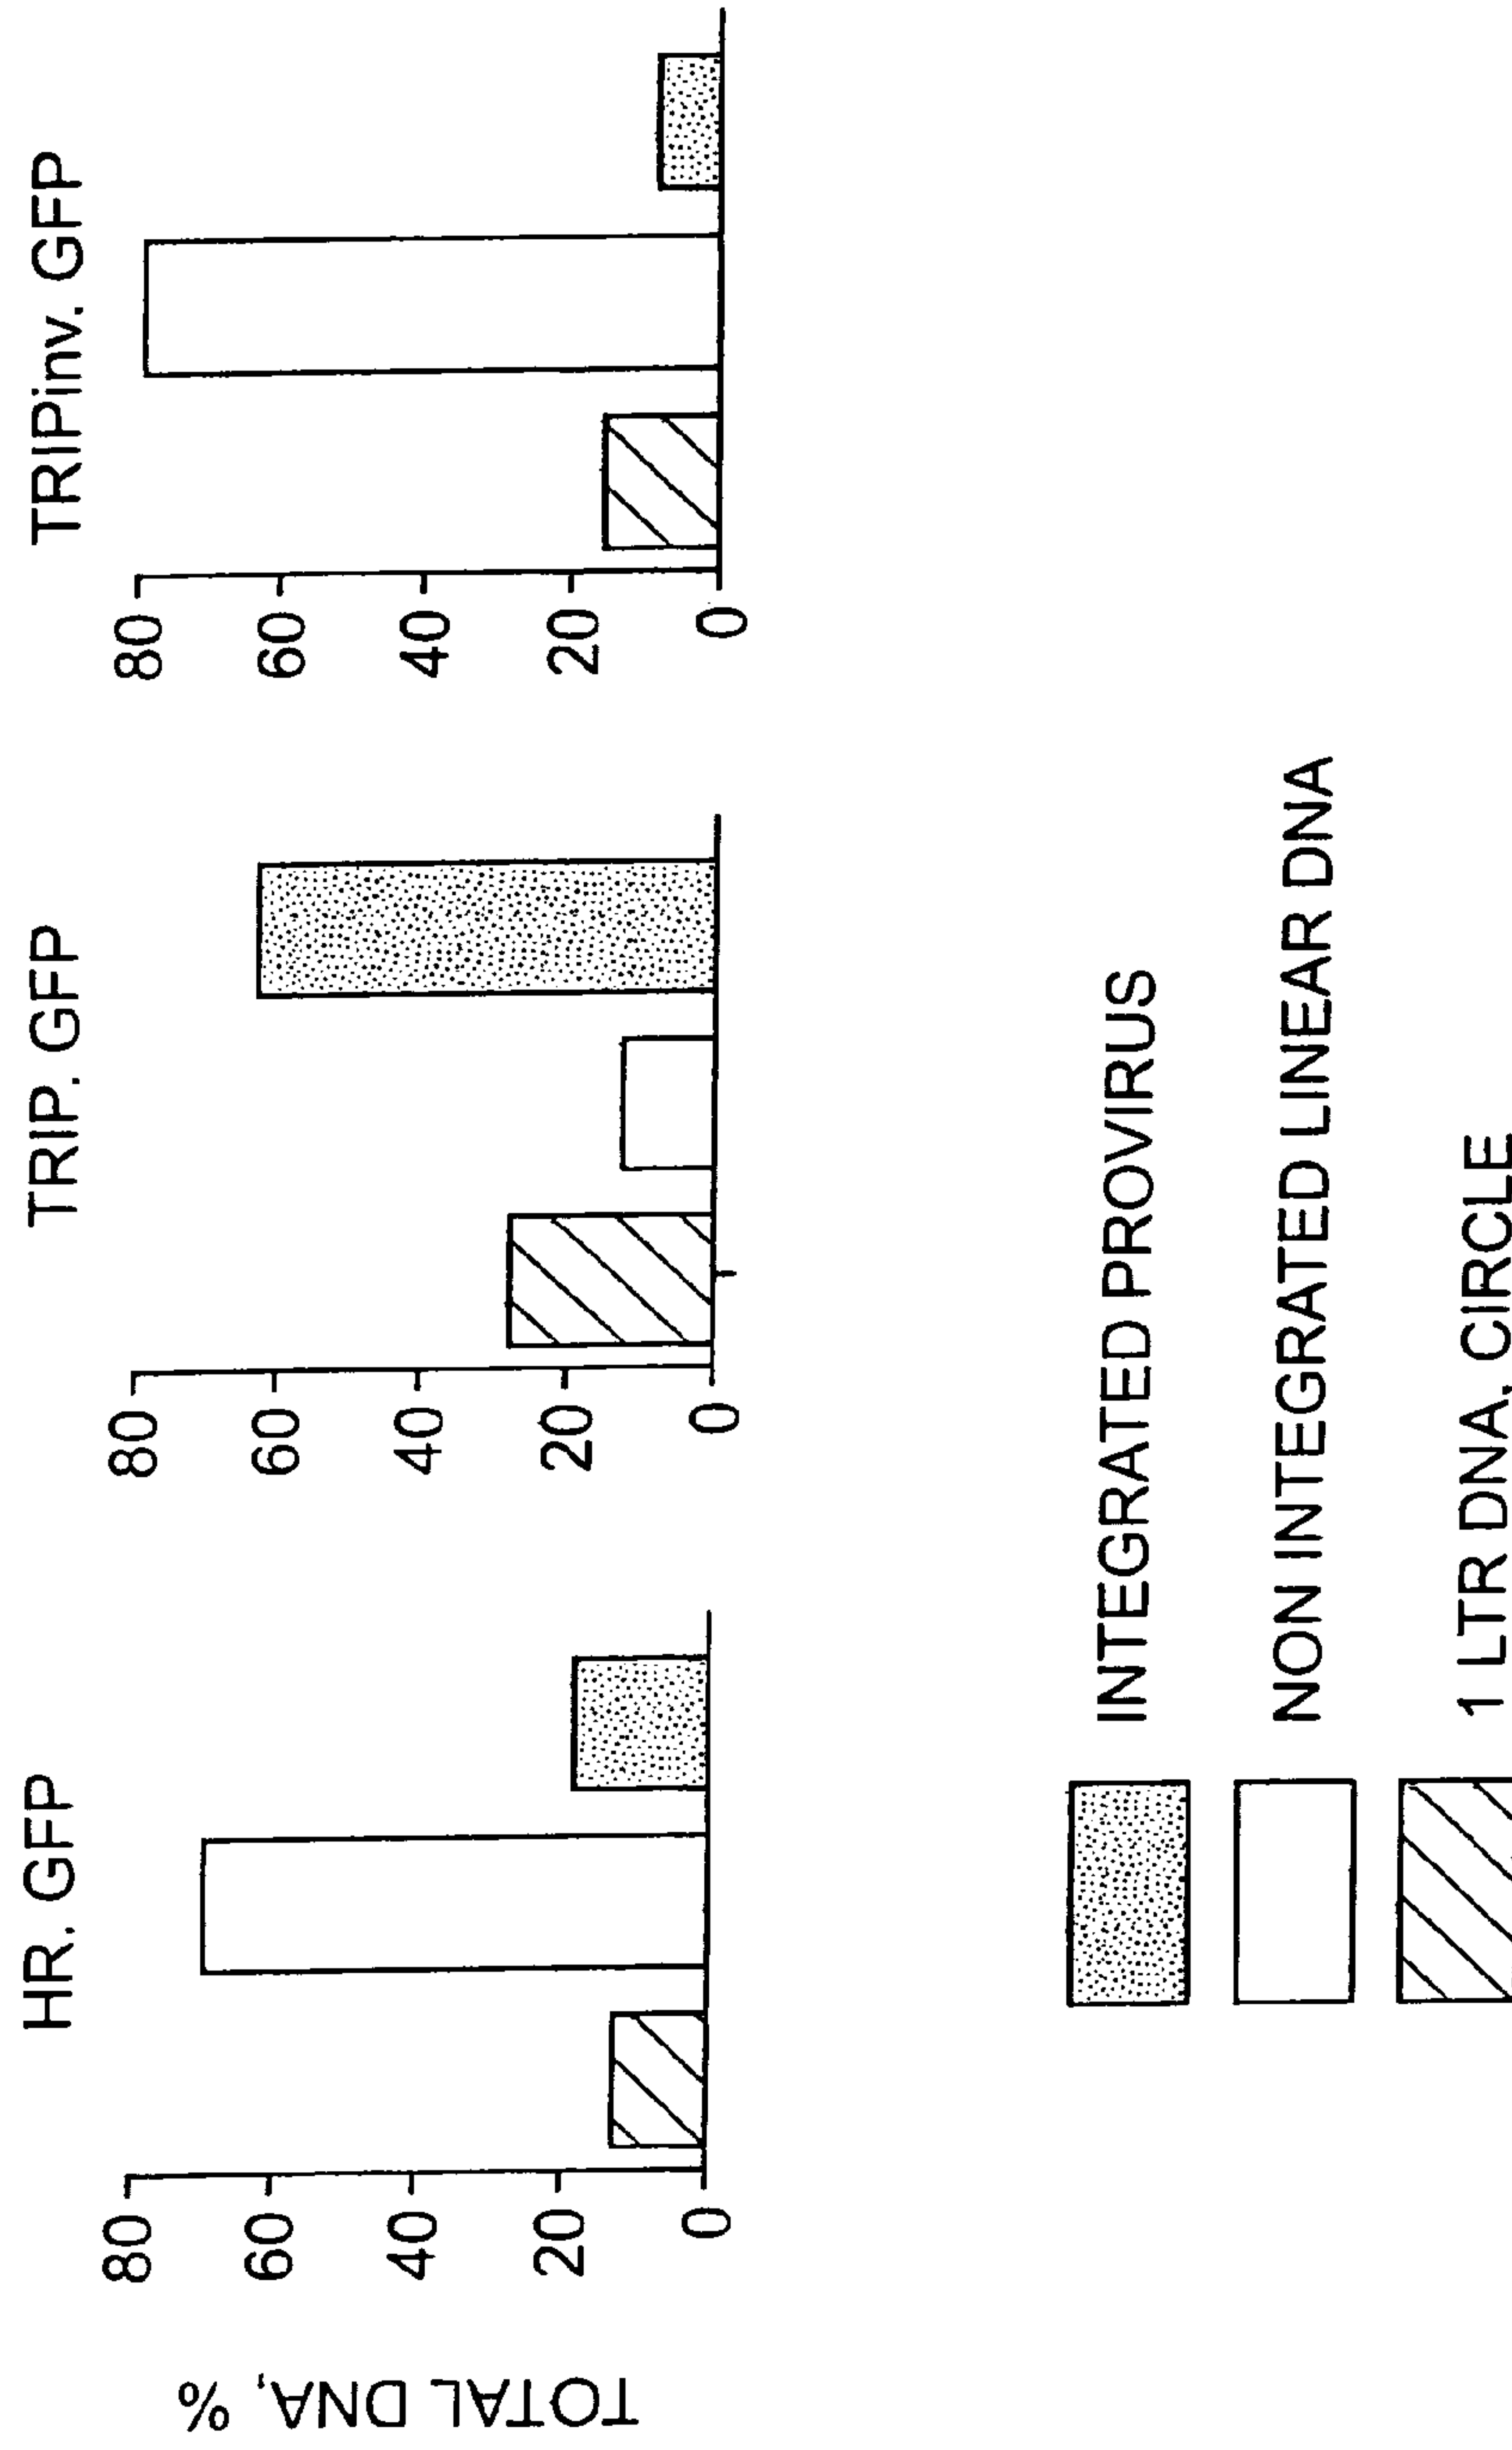 HR. GFP
TRIP. GFP
TRIPinv. GFP
TOTAL DNA, %
80
60
40
20
0
80
60
40
20
0
80
60
40
20
0
INTEGRATED PROVIRUS
NON INTEGRATED LINEAR DNA
1 LTR DNA, CIRCLE